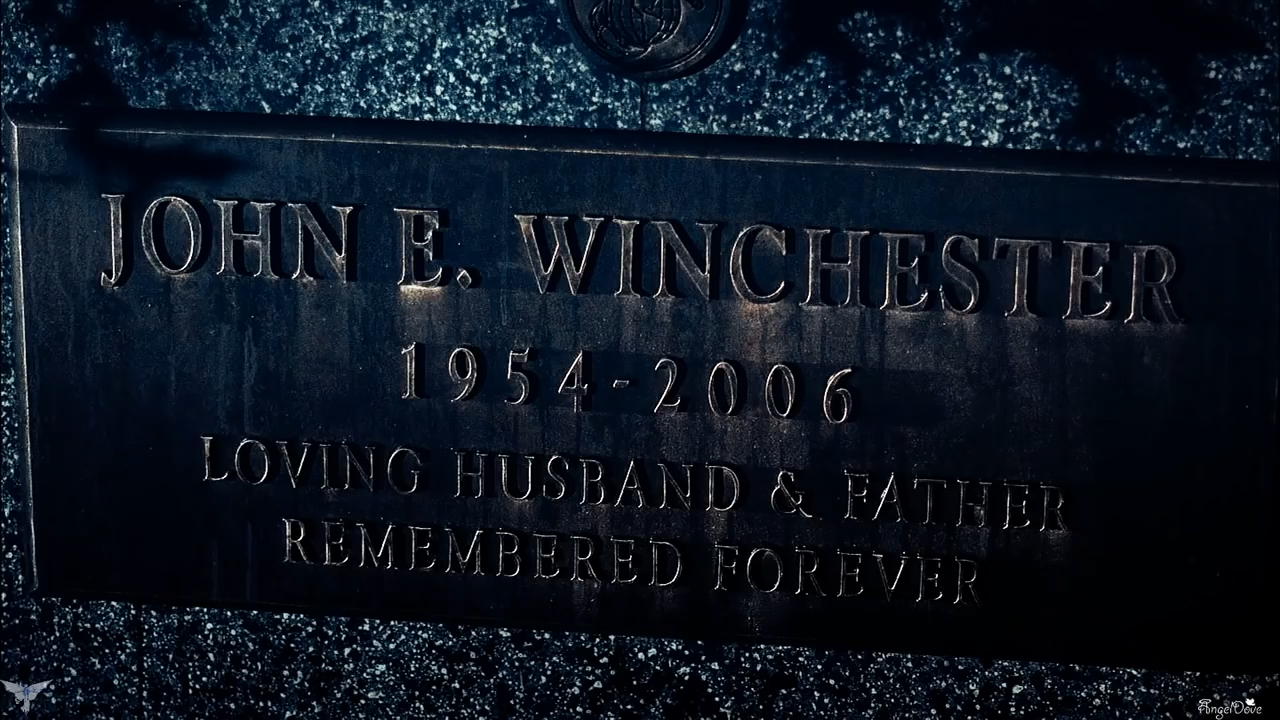 JOHN E. WINCHESTER
1954-2006
LOVING HUSBAND & FATHER
REMEMBERED FOREVER
AngelDove